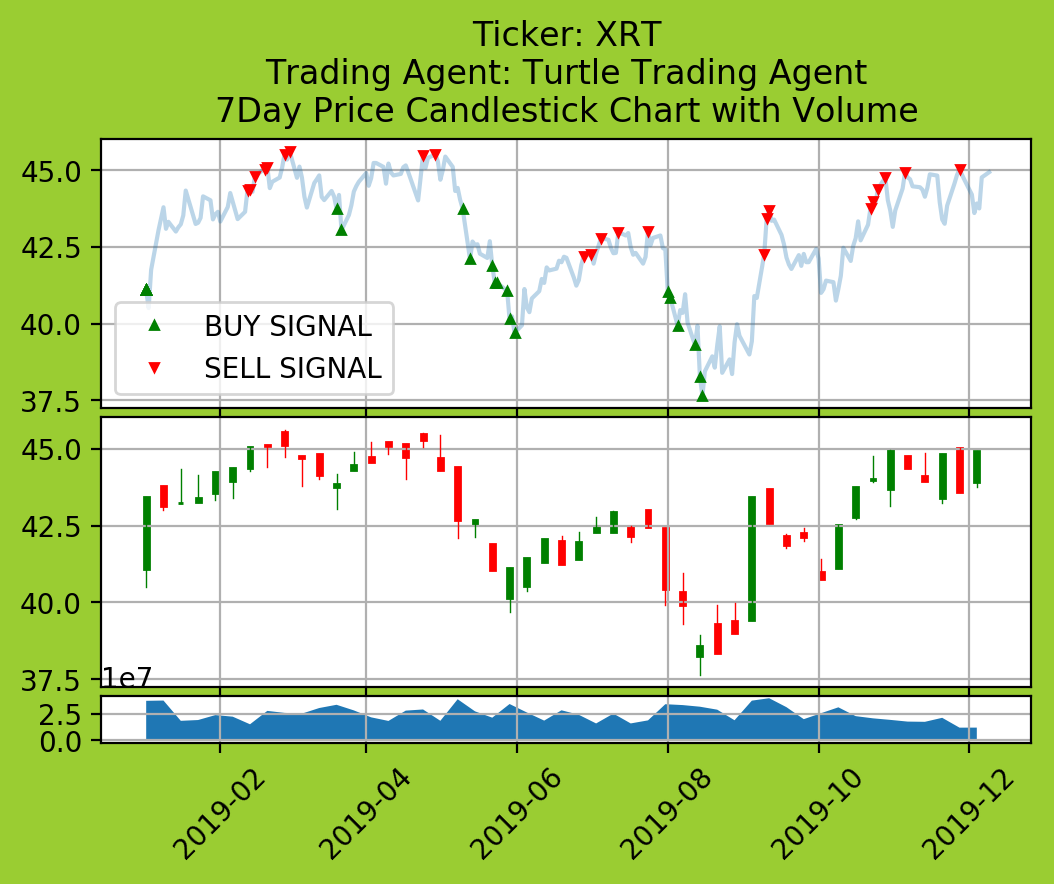 Ticker: XRT
Trading Agent: Turtle Trading Agent
7Day Price Candlestick Chart with Volume
45.0
42.5
40.0
37.5
BUY SIGNAL
SELL SIGNAL
45.0
42.5
40.0
37.5
1e7
2.5
0.0
2019-02
2019-04
2019-06
2019-08
2019-10
2019-12